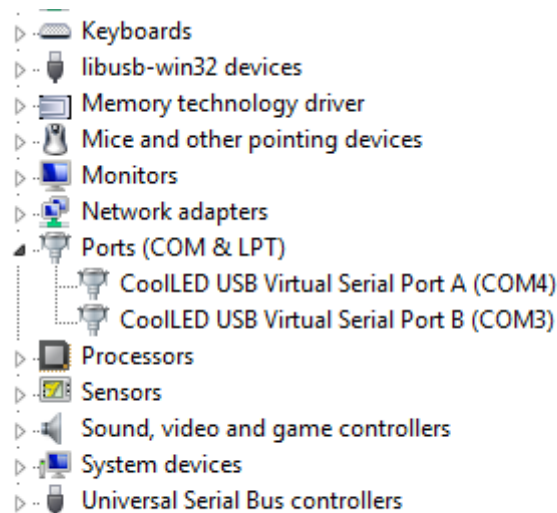 Keyboards
libusb-win32 devices
Memory technology driver
Mice and other pointing devices
Monitors
Network adapters
Ports (COM & LPT)
CoolLED USB Virtual Serial Port A (COM4)
CoolLED USB Virtual Serial Port B (COM3)
Processors
Sensors
Sound, video and game controllers
System devices
Universal Serial Bus controllers